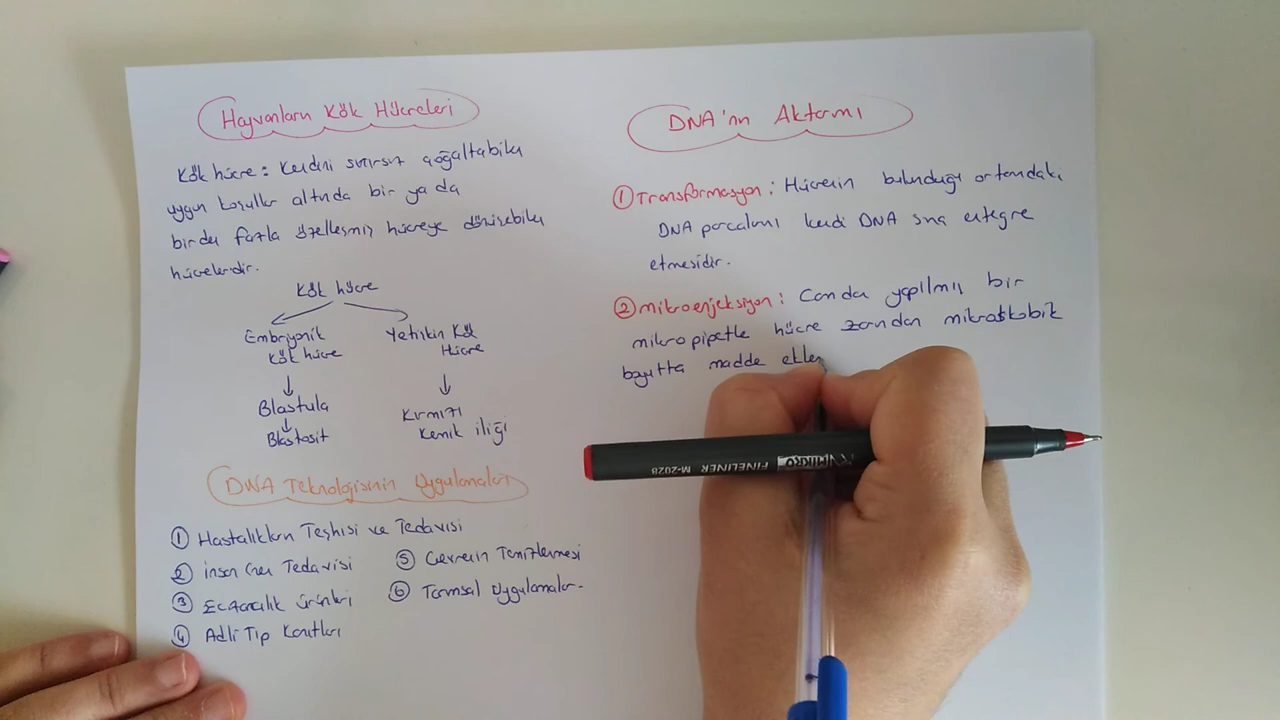 Hayvanların Kök Hücreleri
Kök hücre: Kendini sınırsız çoğaltabilen
uygun koşullar altında bir ya da
birden fazla özelleşmiş hücreye dönüşebilen
hücrelerdir.
Kök hücre
Embriyonik
Kök hücre
Yetişkin Kök
Hücre
Blastula
Blastosit
Kırmızı
Kemik iliği
DNA Teknolojisinin Uygulamaları
① Hastalıkların Teşhisi ve Tedavisi
② insan Gen Tedavisi
③ Eczacılık ürünleri
④ Adli Tıp Kanıtları
⑤ Çevrenin Temizlenmesi
⑥ Tarımsal Uygulamalar.
DNA'nın Aktarımı
① Transformasyon: Hücrenin bulunduğu ortamdaki
DNA parçalarını kendi DNA sına entegre
etmesidir.
② mikroenjeksiyon: Camdan yapılmış bir
mikropipetle hücre zarından mikroskobik
boyutta madde eklen
MİKRO
FINELINER M-2028